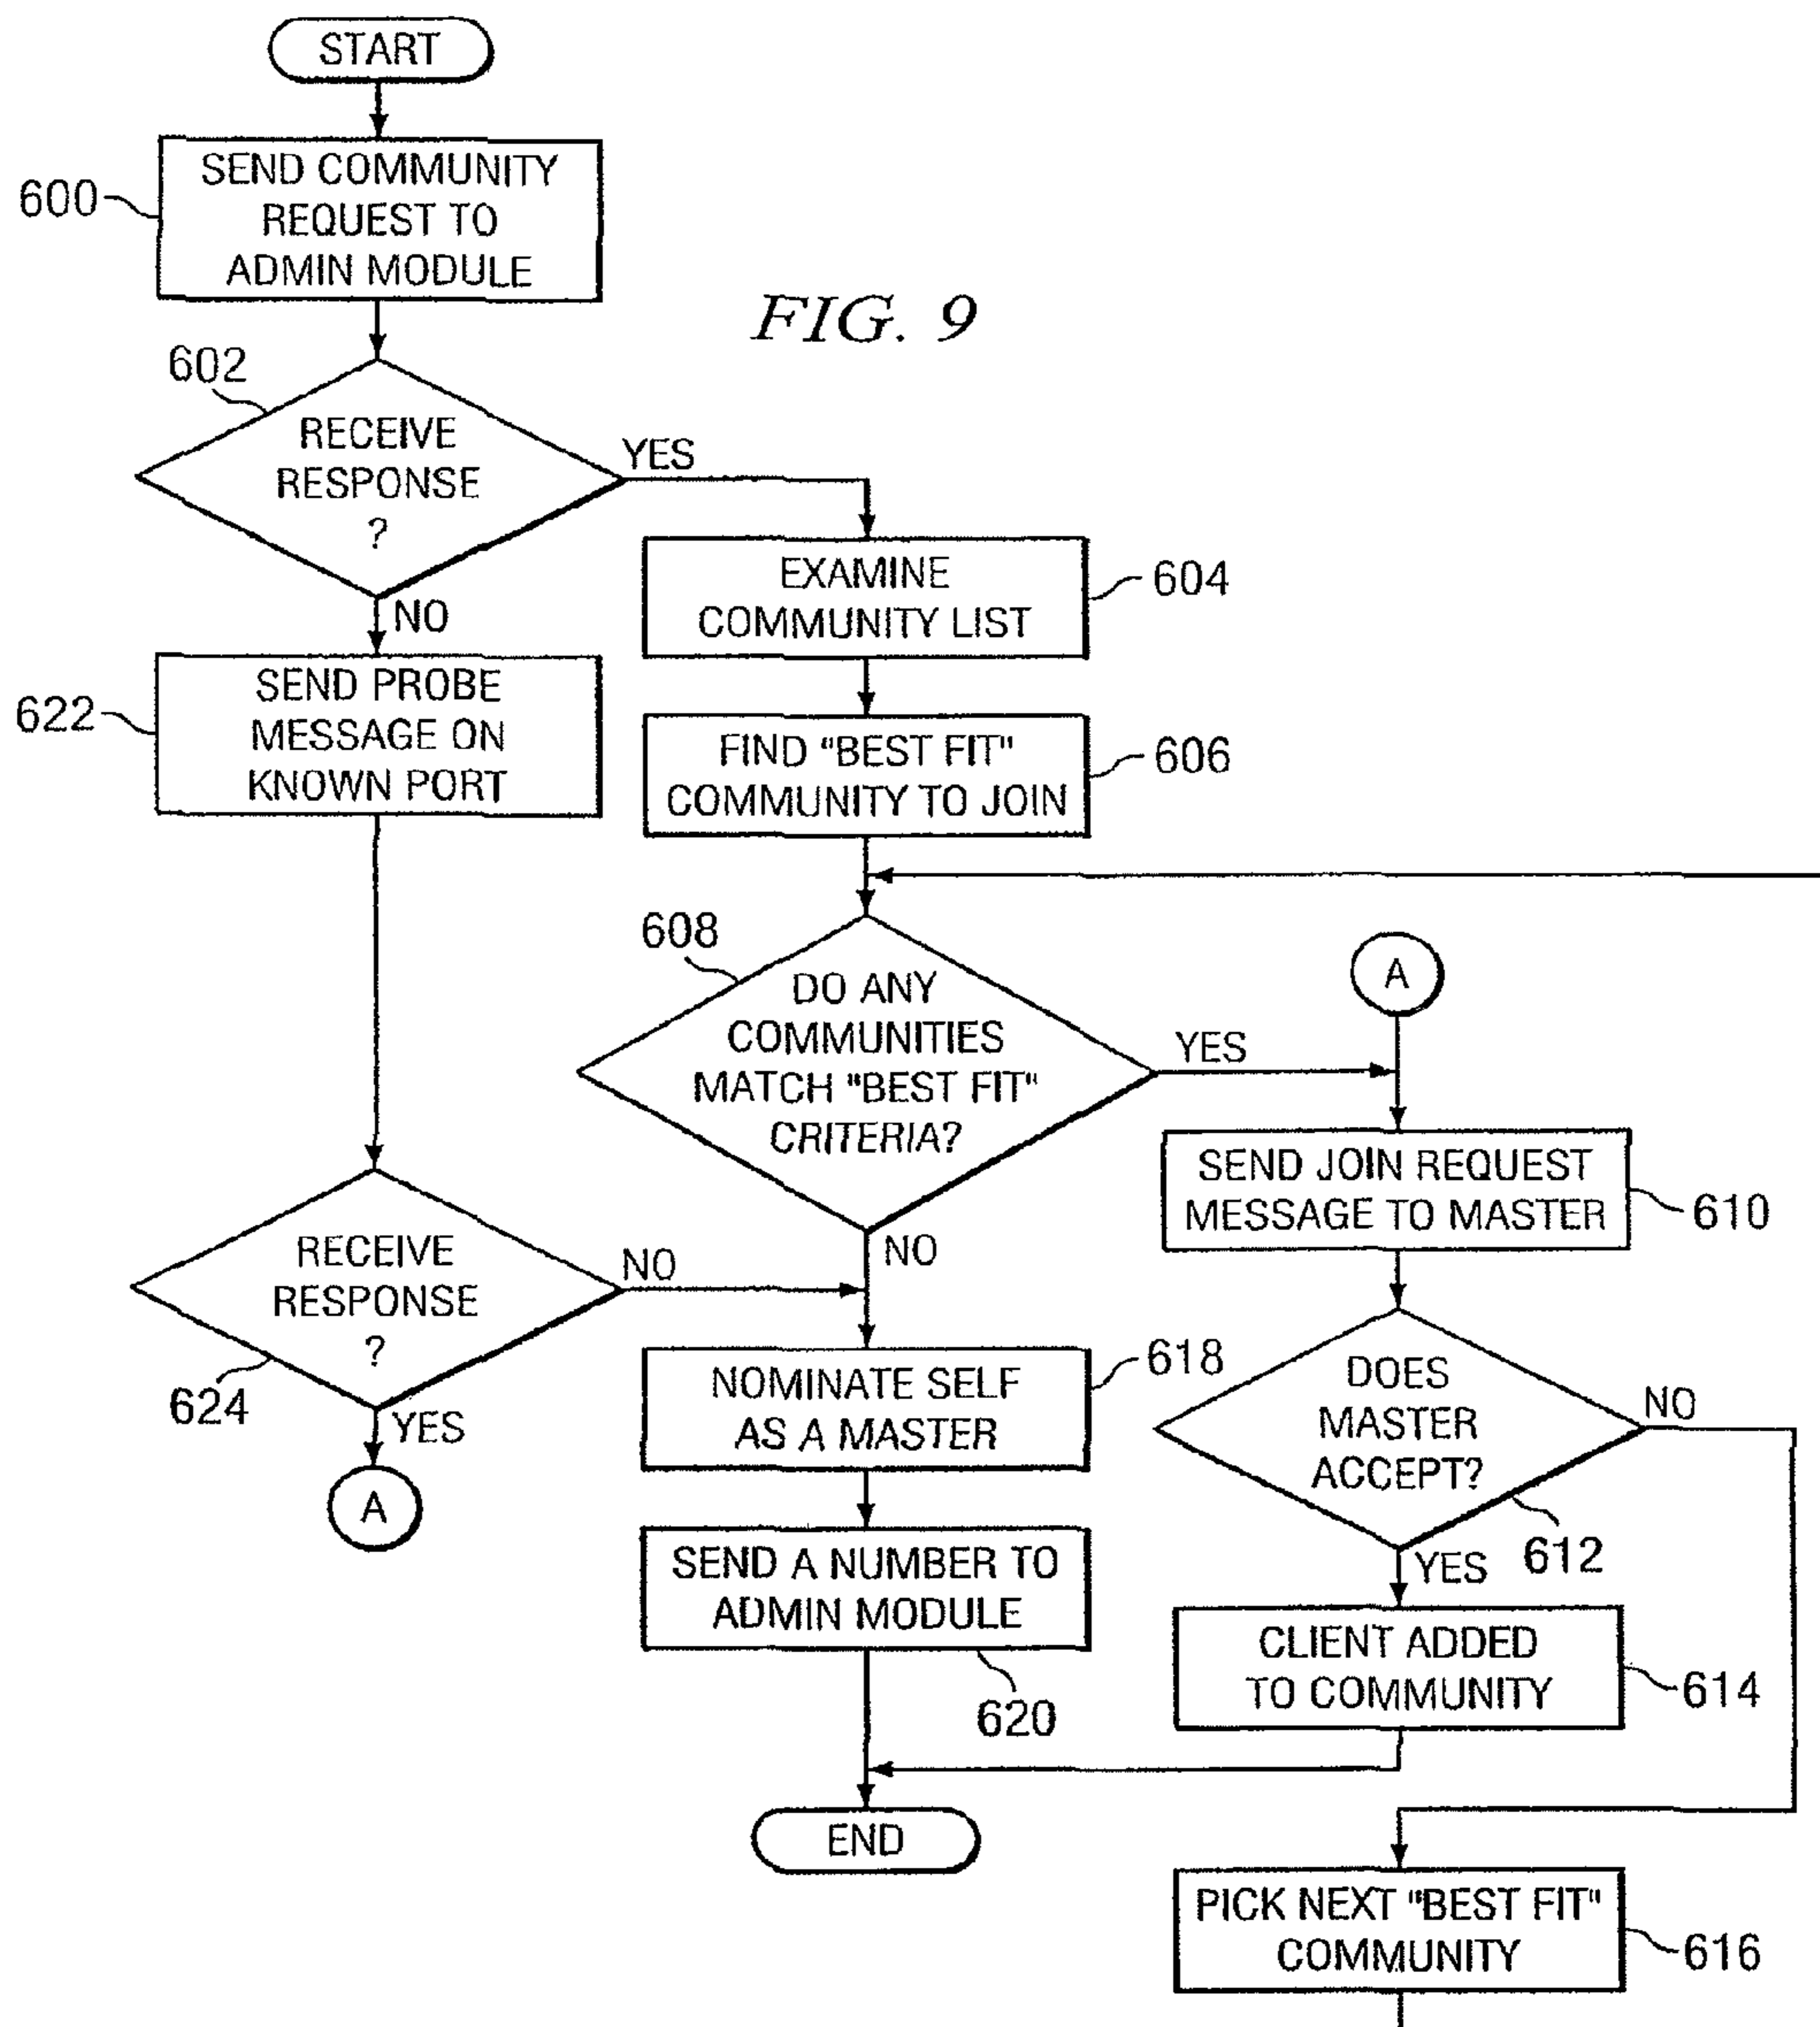 START
600
SEND COMMUNITY
REQUEST TO
ADMIN MODULE
FIG. 9
602
RECEIVE
RESPONSE
?
YES
NO
EXAMINE
COMMUNITY LIST
604
622
SEND PROBE
MESSAGE ON
KNOWN PORT
FIND "BEST FIT"
COMMUNITY TO JOIN
606
608
DO ANY
COMMUNITIES
MATCH "BEST FIT"
CRITERIA?
YES
NO
A
SEND JOIN REQUEST
MESSAGE TO MASTER
610
RECEIVE
RESPONSE
?
624
NO
YES
A
NOMINATE SELF
AS A MASTER
618
DOES
MASTER
ACCEPT?
612
NO
YES
SEND A NUMBER TO
ADMIN MODULE
620
CLIENT ADDED
TO COMMUNITY
614
END
PICK NEXT "BEST FIT"
COMMUNITY
616